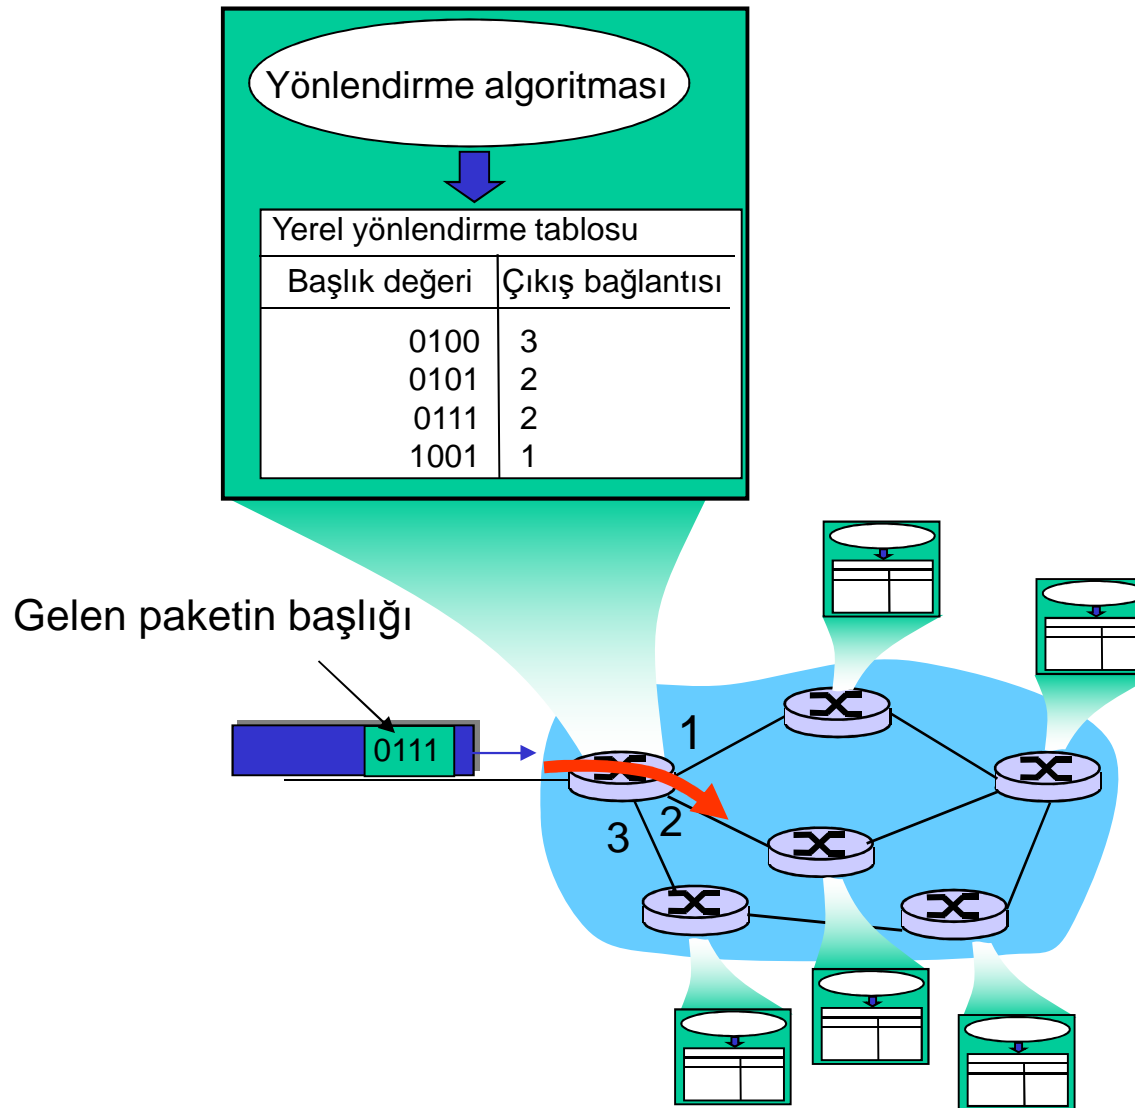 Yönlendirme algoritması
Yerel yönlendirme tablosu
Başlık değeri Çıkış bağlantısı
0100 3
0101 2
0111 2
1001 1
Gelen paketin başlığı
0111
1
2
3